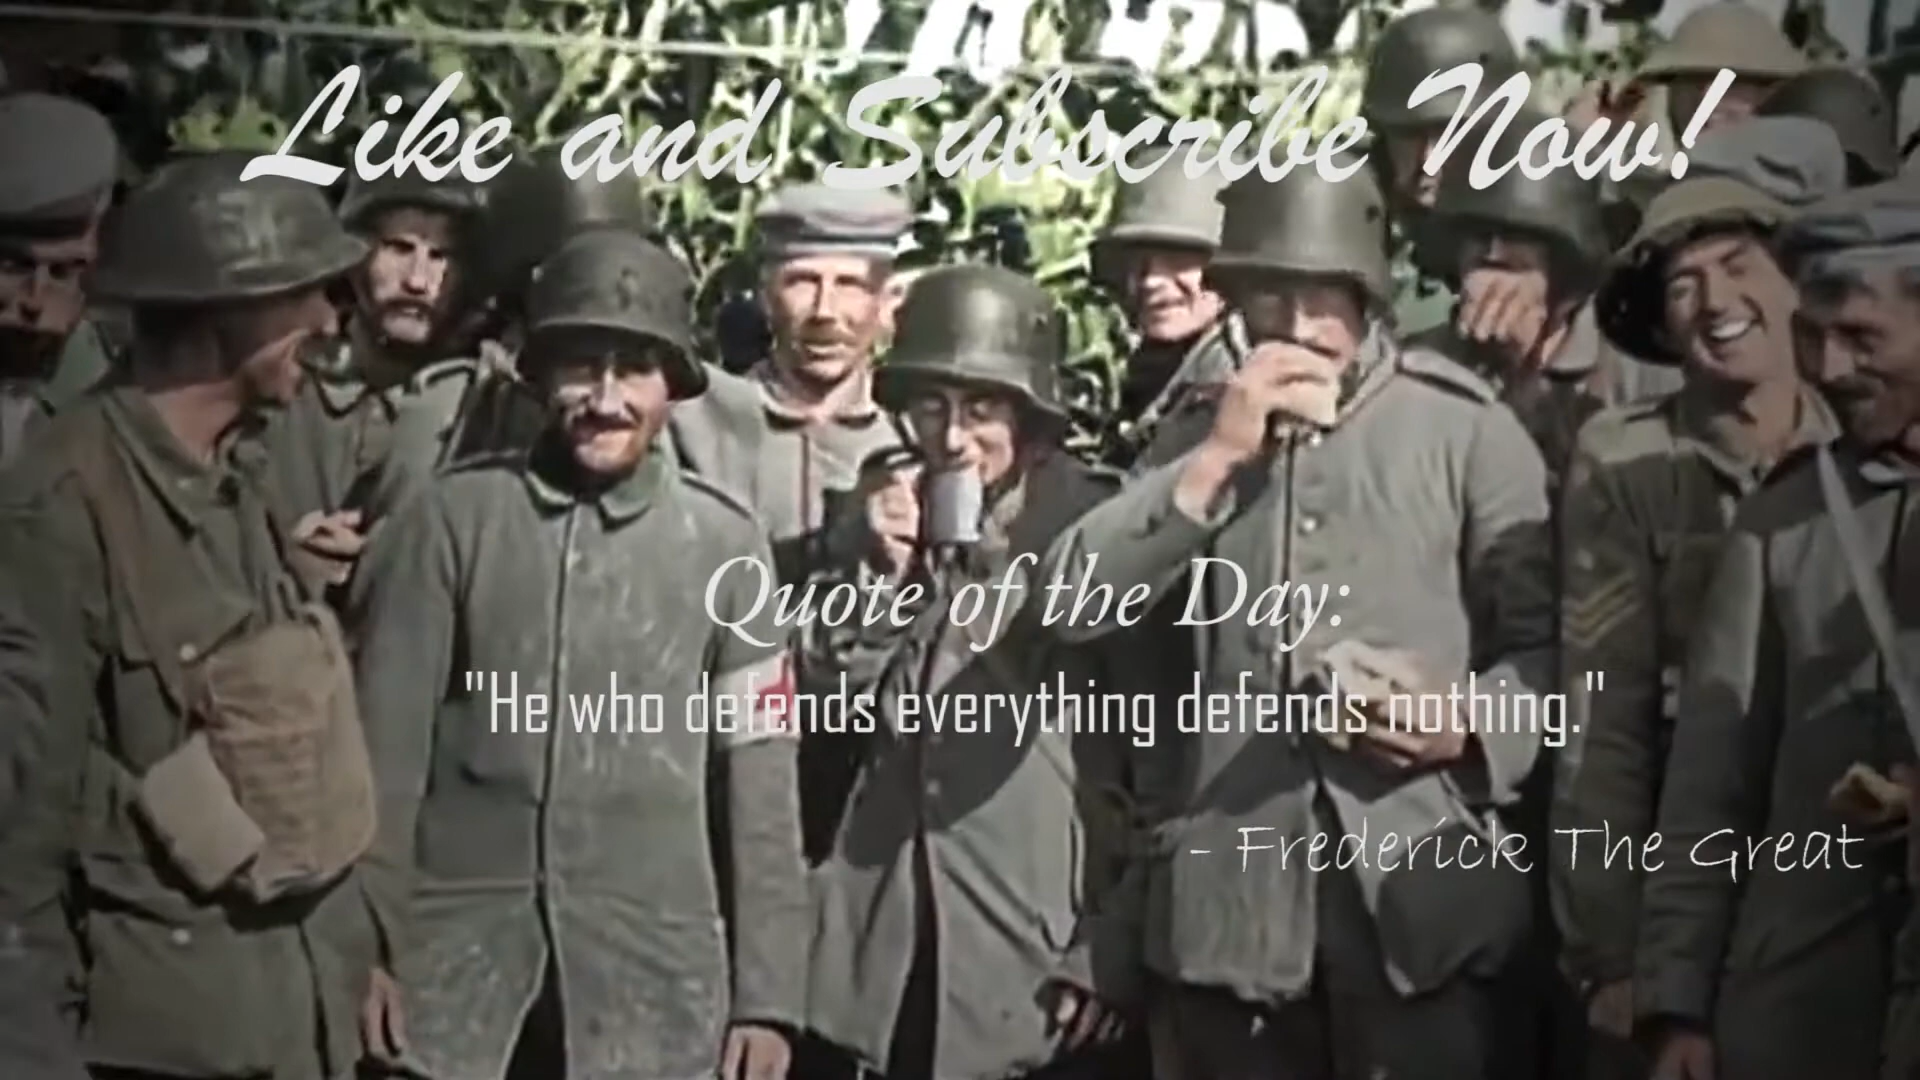 Like and Subscribe Now!
Quote of the Day:
"He who defends everything defends nothing."
- Frederick The Great